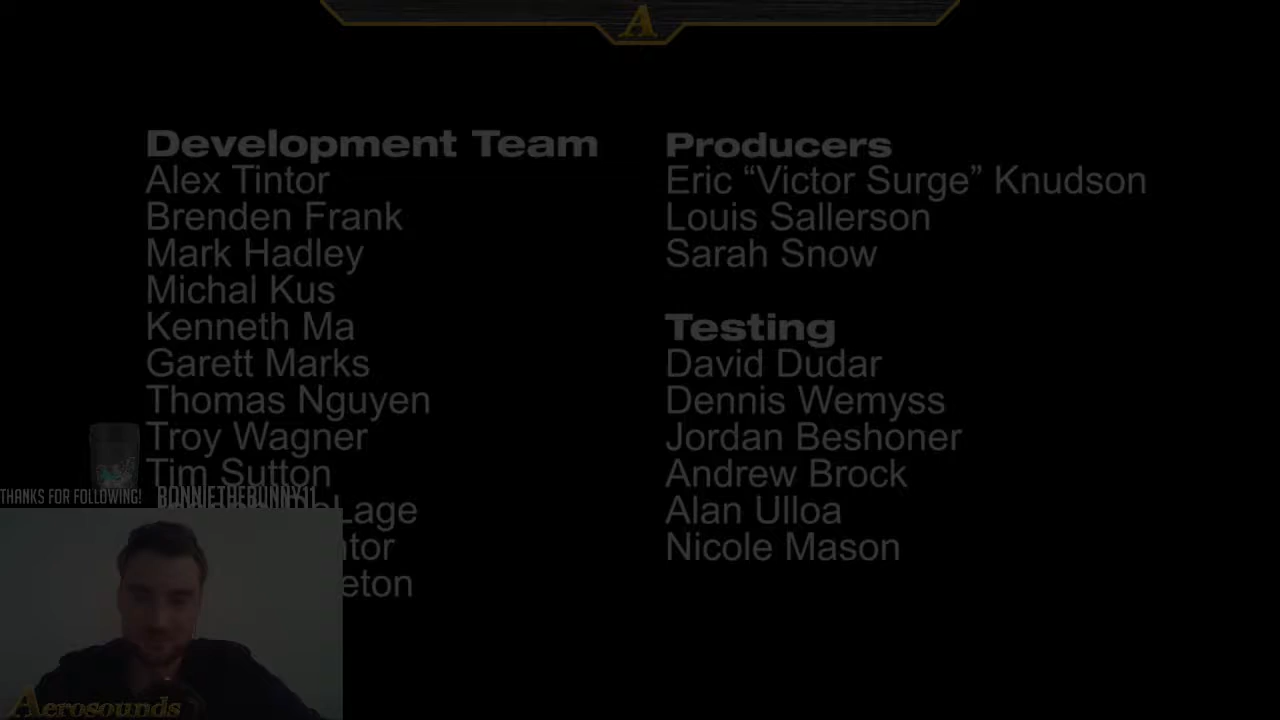 A
Development Team
Alex Tintor
Brenden Frank
Mark Hadley
Michal Kus
Kenneth Ma
Garett Marks
Thomas Nguyen
Troy Wagner
Tim Sutton
Lage
ntor
eton
Producers
Eric “Victor Surge” Knudson
Louis Sallerson
Sarah Snow
Testing
David Dudar
Dennis Wemyss
Jordan Beshoner
Andrew Brock
Alan Ulloa
Nicole Mason
THANKS FOR FOLLOWING! BONNIETHEBUNNY11
Aerosounds